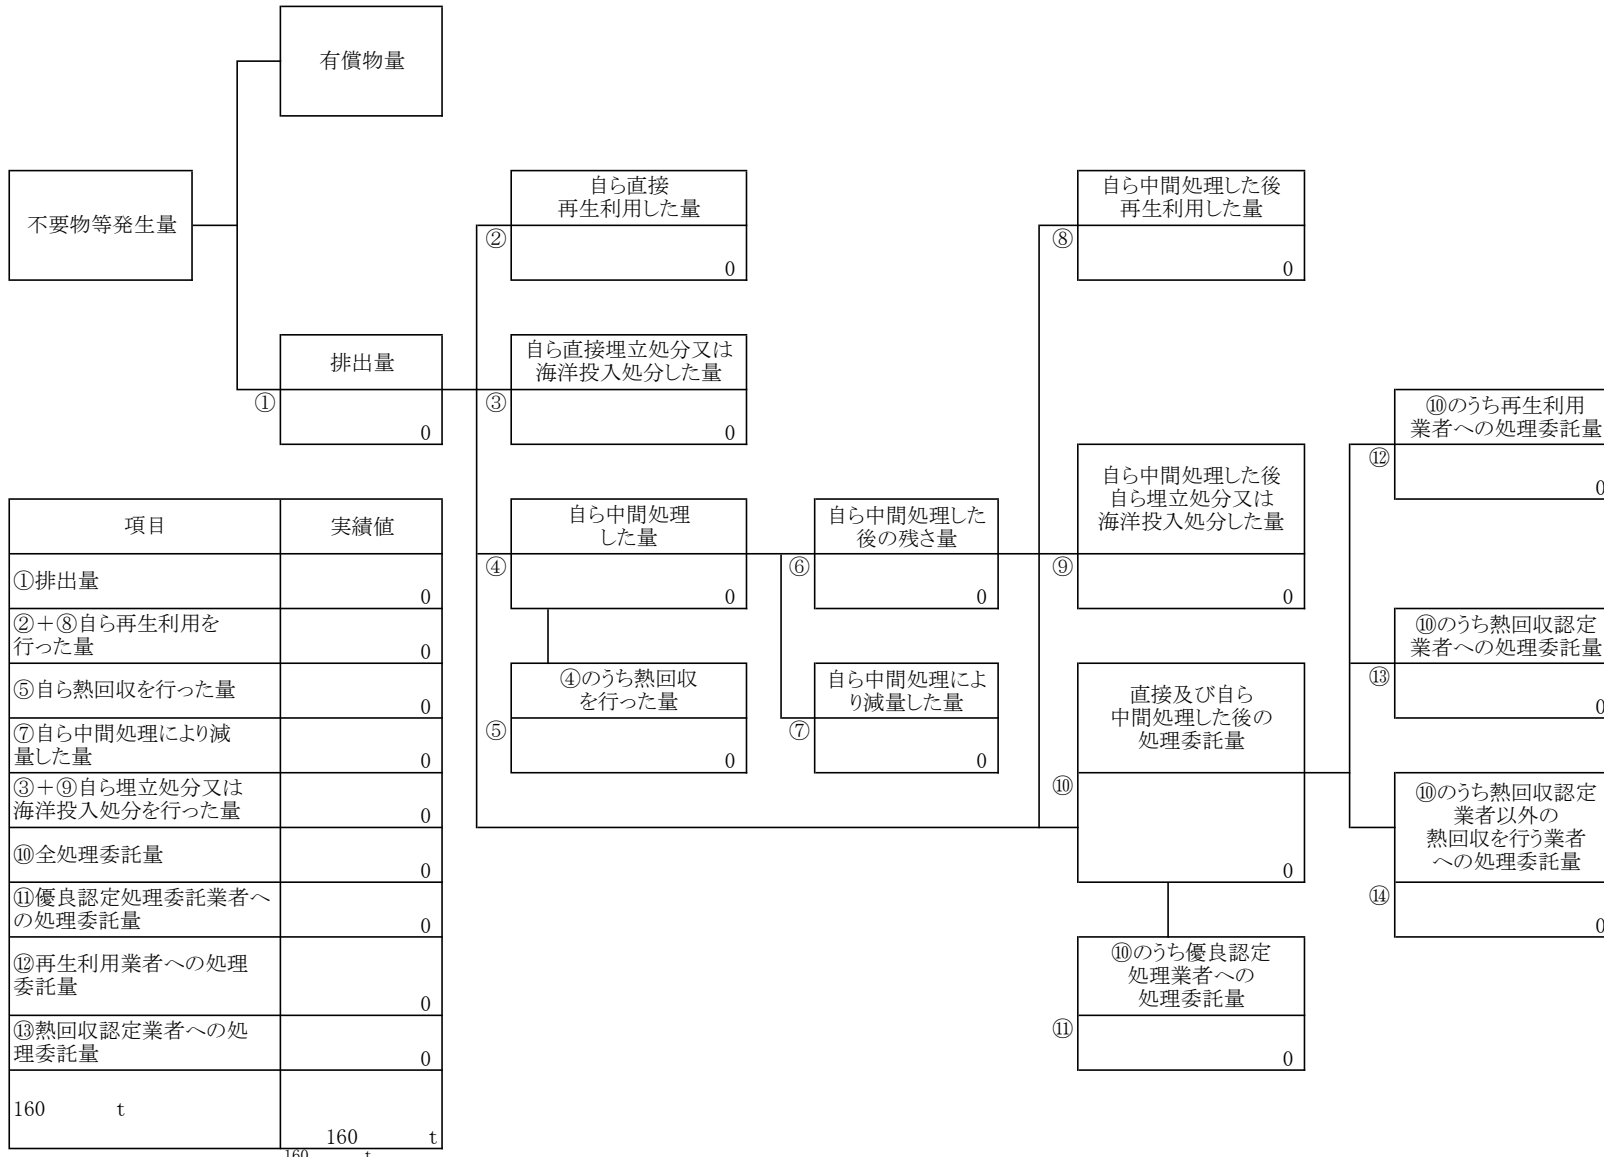 有償物量
不要物等発生量
自ら直接
再生利用した量
②
0
自ら中間処理した後
再生利用した量
⑧
0
排出量
①
0
自ら直接埋立処分又は
海洋投入処分した量
③
0
⑩のうち再生利用
業者への処理委託量
⑫
0
自ら中間処理
した量
④
0
自ら中間処理した
後の残さ量
⑥
0
自ら中間処理した後
自ら埋立処分又は
海洋投入処分した量
⑨
0
⑩のうち熱回収認定
業者への処理委託量
⑬
0
④のうち熱回収
を行った量
⑤
0
自ら中間処理によ
り減量した量
⑦
0
直接及び自ら
中間処理した後の
処理委託量
⑩
0
⑩のうち熱回収認定
業者以外の
熱回収を行う業者
への処理委託量
⑭
0
⑩のうち優良認定
処理業者への
処理委託量
⑪
0
項目 実績値
①排出量
0
②+⑧自ら再生利用を
行った量 0
⑤自ら熱回収を行った量
0
⑦自ら中間処理により減
量した量 0
③+⑨自ら埋立処分又は
海洋投入処分を行った量 0
⑩全処理委託量
0
⑪優良認定処理委託業者へ
の処理委託量 0
⑫再生利用業者への処理
委託量
0
⑬熱回収認定業者への処
理委託量 0
160 t
160 t
160 t